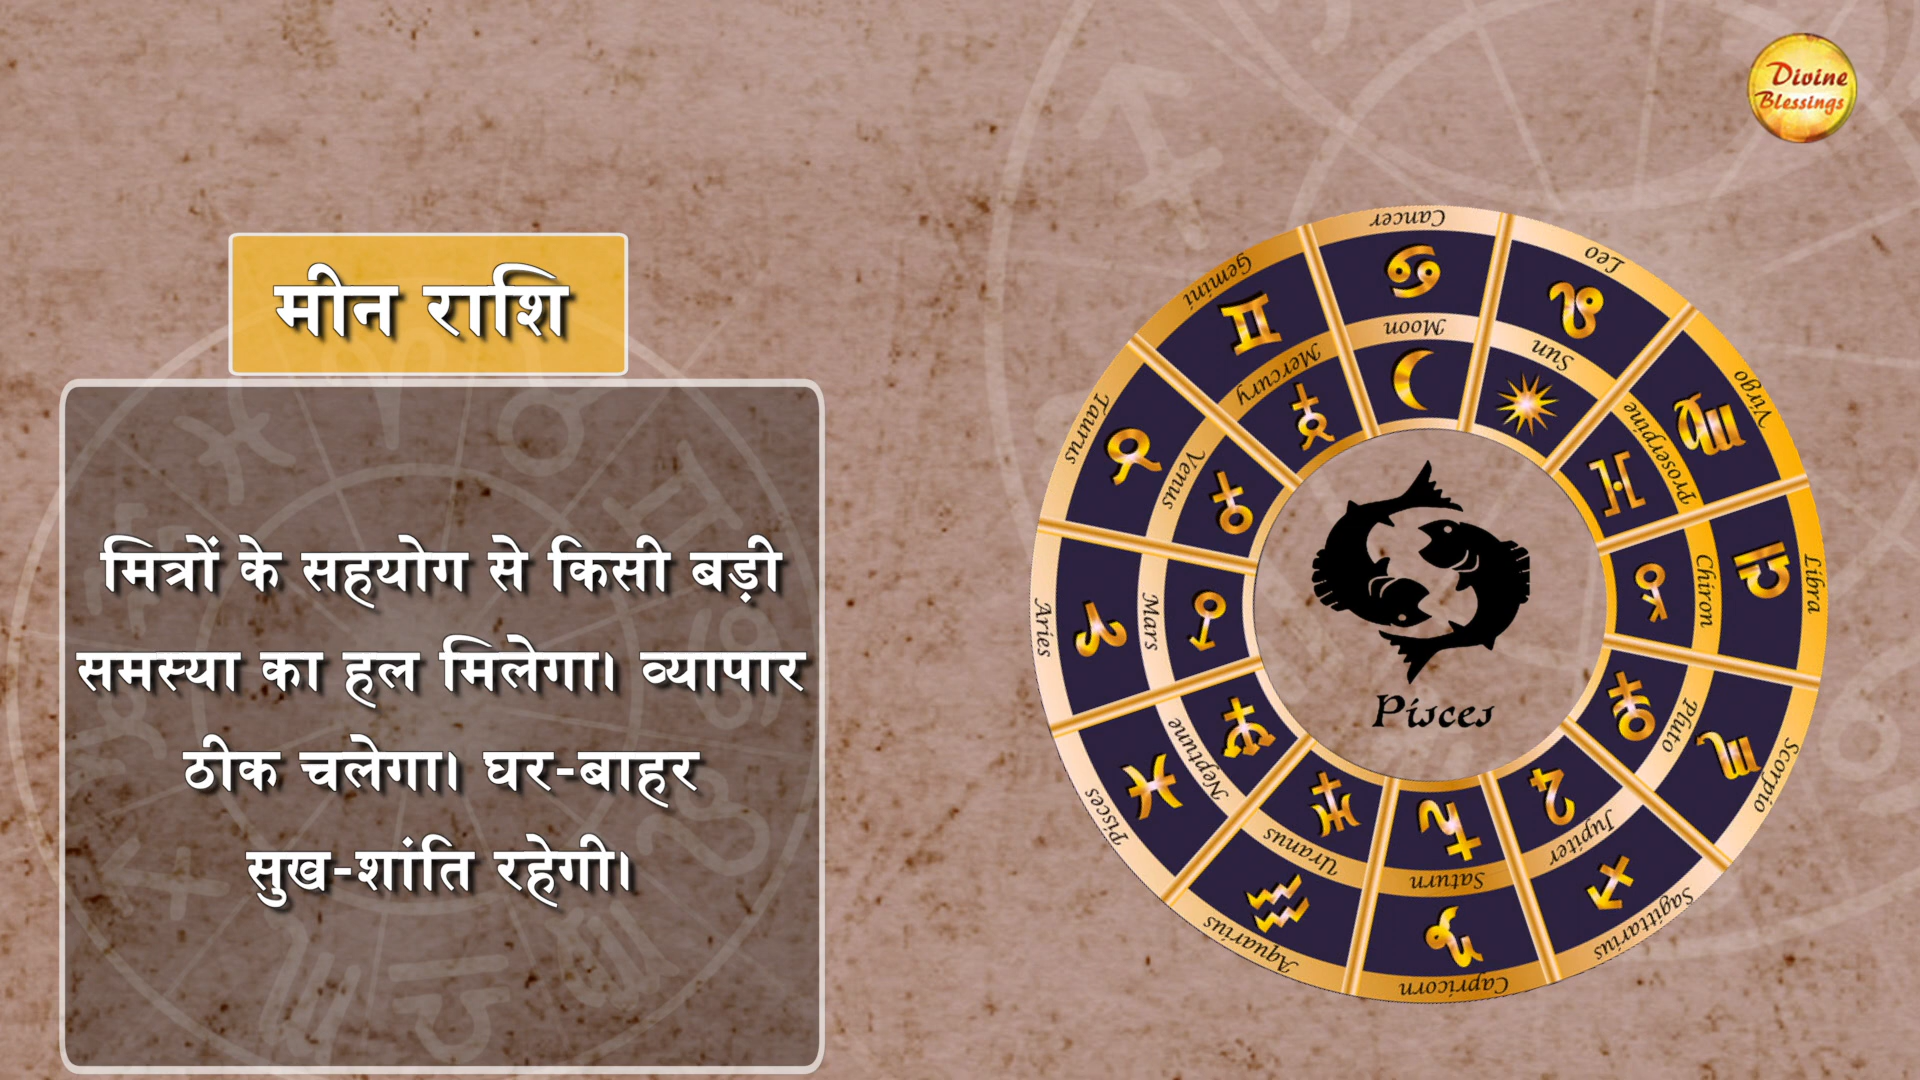 Divine
Blessings
मीन राशि
मित्रों के सहयोग से किसी बड़ी
समस्या का हल मिलेगा। व्यापार
ठीक चलेगा। घर-बाहर
सुख-शांति रहेगी।
Cancer
Leo
Virgo
Libra
Scorpio
Sagittarius
Capricorn
Aquarius
Pisces
Aries
Taurus
Gemini
Moon
Sun
Proserpine
Chiron
Pluto
Jupiter
Saturn
Uranus
Neptune
Mars
Venus
Mercury
Pisces